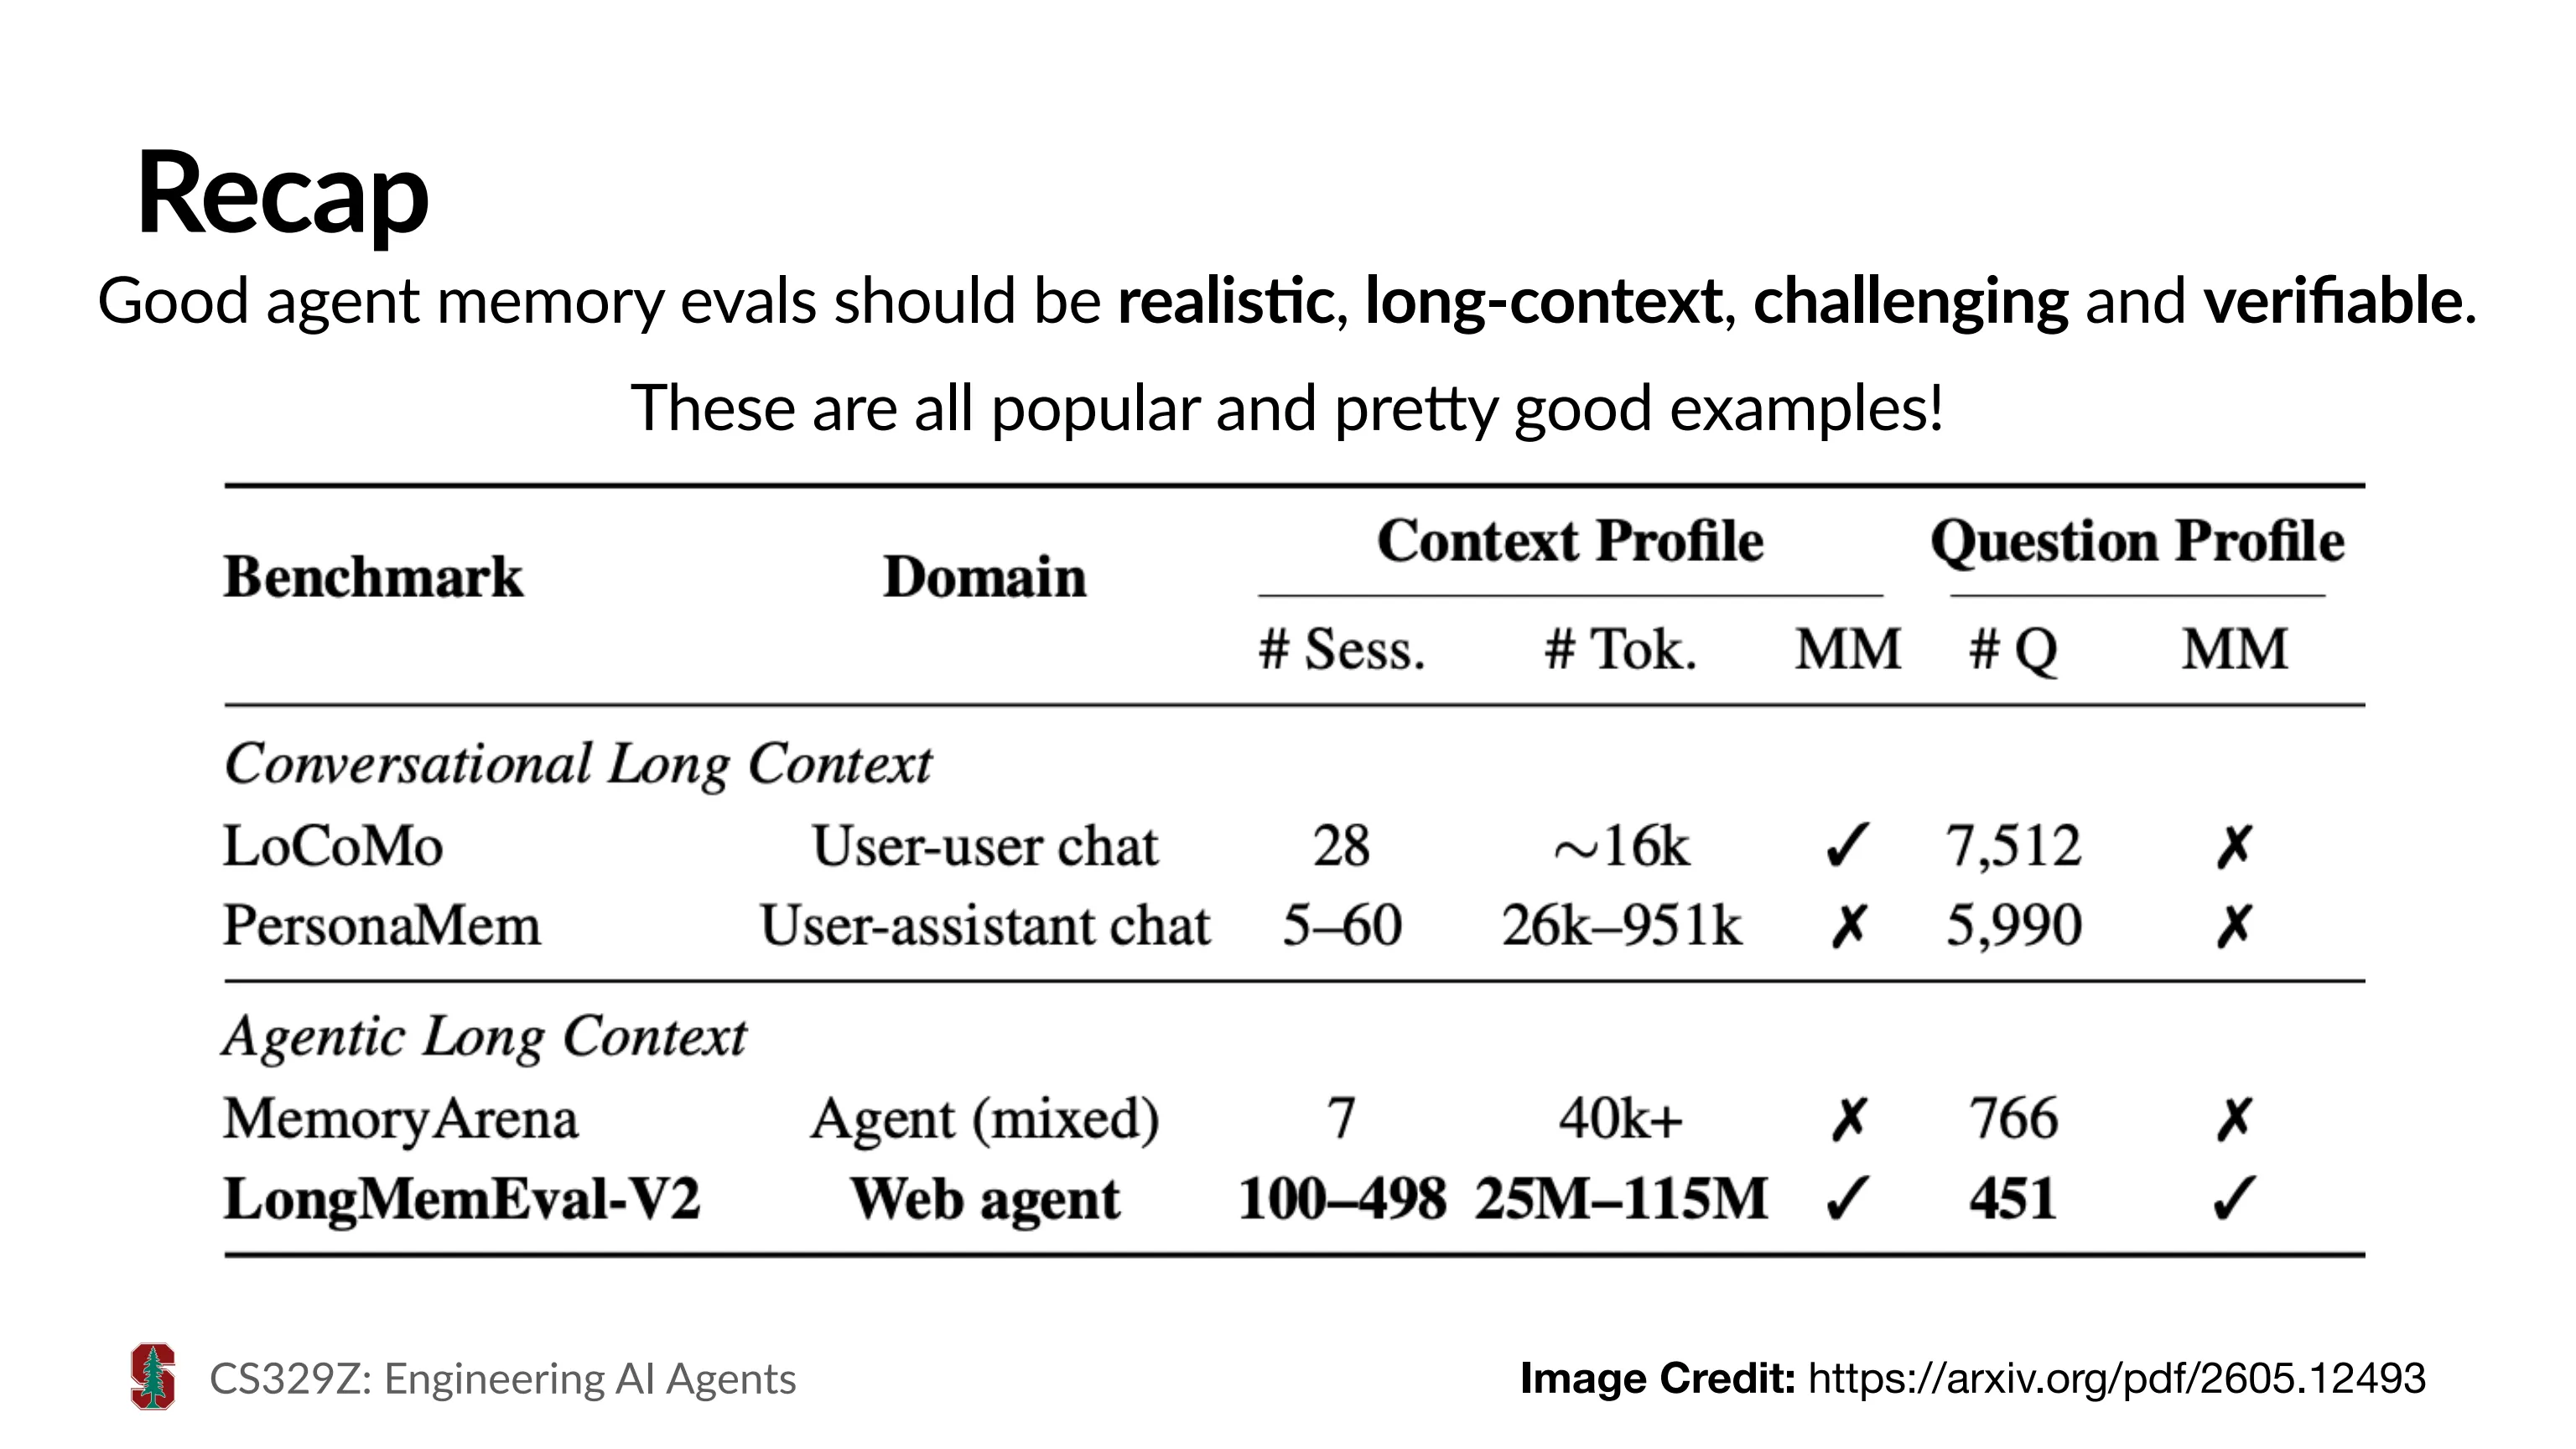 Recap
Good agent memory evals should be realistic, long-context, challenging and verifiable.
These are all popular and pretty good examples!
Benchmark Domain Context Profile Question Profile
# Sess. # Tok. MM # Q MM
Conversational Long Context
LoCoMo User-user chat 28 ~16k ✓ 7,512 ✗
PersonaMem User-assistant chat 5–60 26k–951k ✗ 5,990 ✗
Agentic Long Context
MemoryArena Agent (mixed) 7 40k+ ✗ 766 ✗
LongMemEval-V2 Web agent 100–498 25M–115M ✓ 451 ✓
CS329Z: Engineering AI Agents
Image Credit: https://arxiv.org/pdf/2605.12493